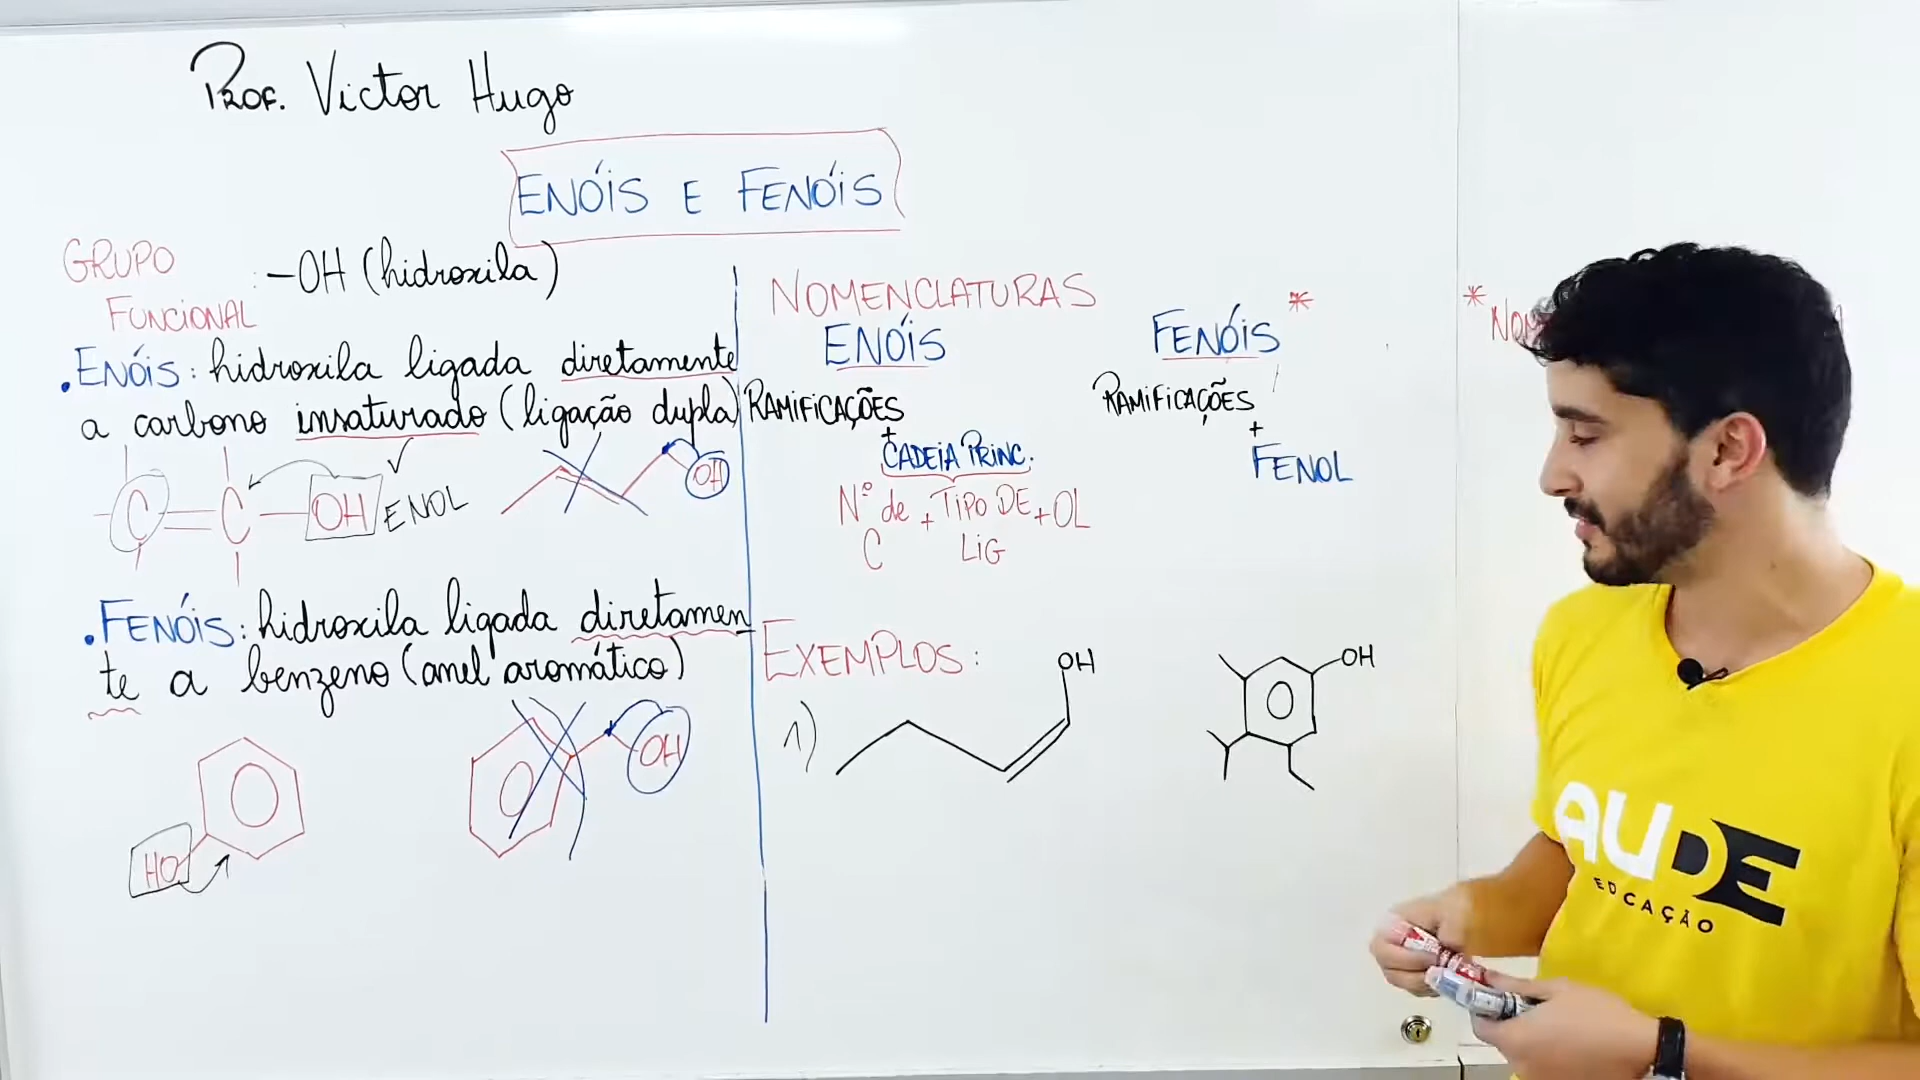 PROF. Victor Hugo
ENÓIS E FENÓIS
GRUPO
FUNCIONAL
: -OH (hidroxila)
.ENÓIS: hidroxila ligada diretamente
a carbono insaturado (ligação dupla)
C = C - OH ENOL
OH
.FENÓIS: hidroxila ligada diretamen
te a benzeno (anel aromático)
HO
OH
NOMENCLATURAS
ENÓIS
RAMIFICAÇÕES
+
CADEIA PRINC.
Nº de C + TIPO DE LIG + OL
FENÓIS *
RAMIFICAÇÕES
+
FENOL
EXEMPLOS:
1)
OH
OH
*
AUDE
EDUCAÇÃO